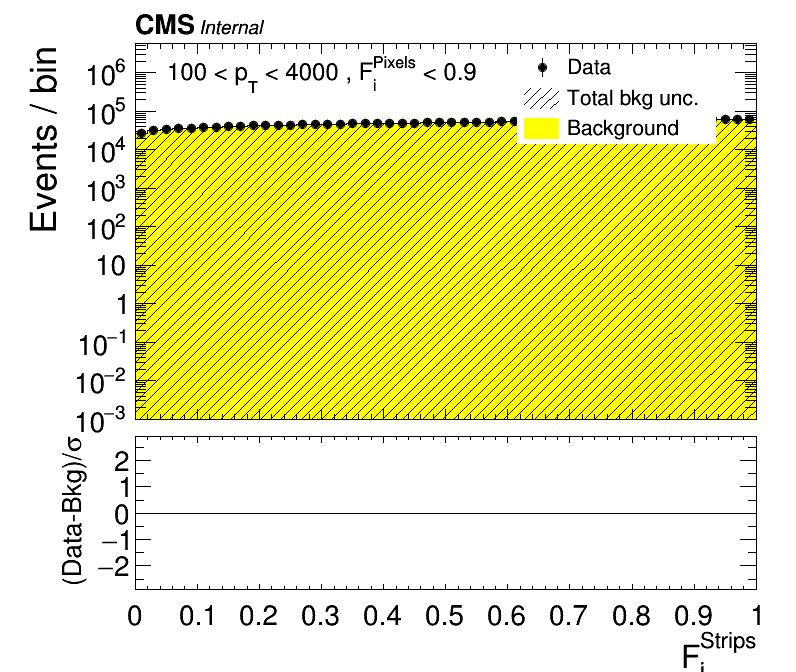 CMS Internal
100 < p_T < 4000 , F_i^Pixels < 0.9
Data
Total bkg unc.
Background
Events / bin
10^6
10^5
10^4
10^3
10^2
10
1
10^−1
10^−2
10^−3
(Data-Bkg)/σ
2
1
0
−1
−2
0 0.1 0.2 0.3 0.4 0.5 0.6 0.7 0.8 0.9 1
F_i^Strips